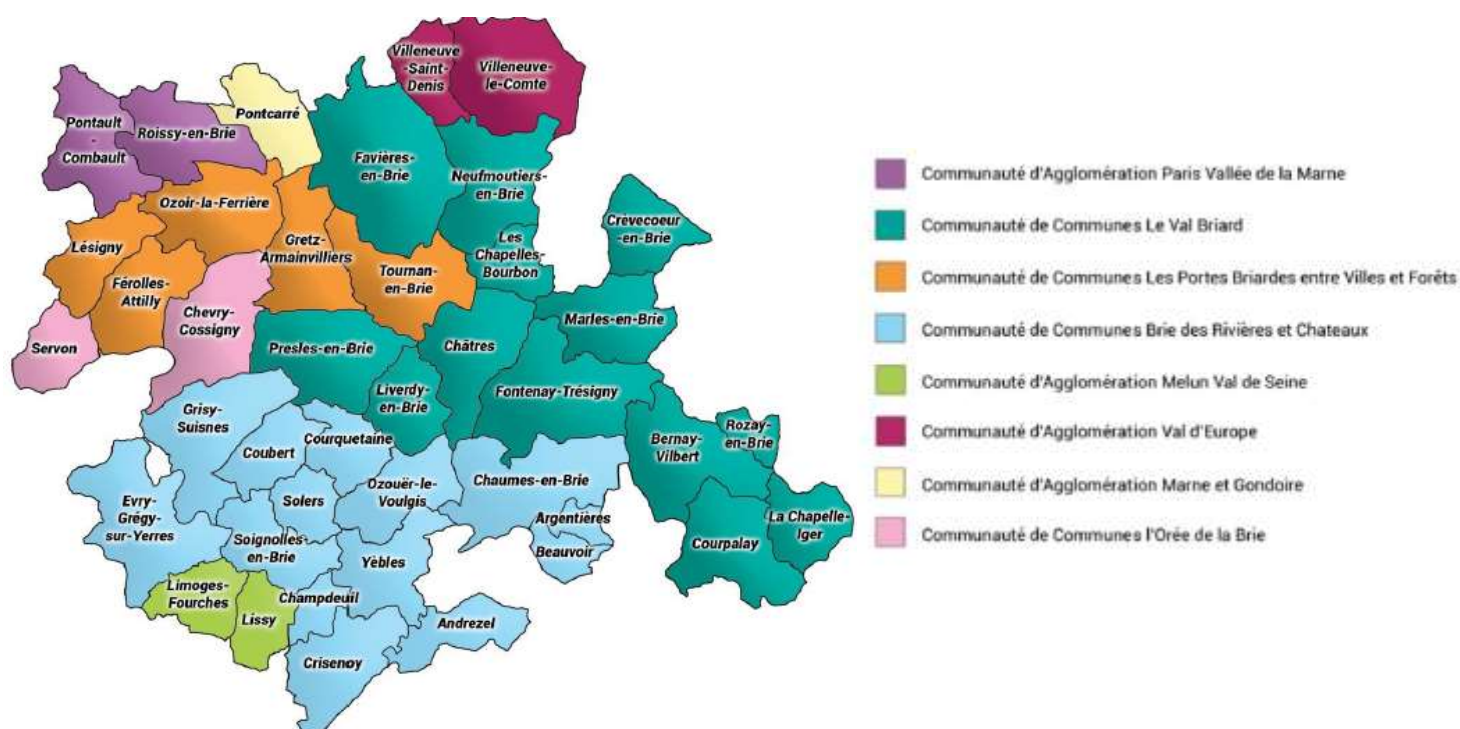 Villeneuve
-Saint-
Denis
Villeneuve-
le-Comte
Pontcarré
Pontault
-
Combault
Roissy-en-Brie
Favières-
en-Brie
Neufmoutiers-
en-Brie
Ozoir-la-Ferrière
Crèvecoeur
-en-Brie
Lésigny
Gretz-
Armainvilliers
Les
Chapelles-
Bourbon
Férolles-
Attilly
Tournan-
en-Brie
Chevry-
Cossigny
Marles-en-Brie
Servon
Presles-en-Brie
Châtres
Liverdy-
en-Brie
Fontenay-Trésigny
Grisy-
Suisnes
Courquetaine
Coubert
Bernay-
Vilbert
Rozay-
en-Brie
Ozouër-le-
Voulgis
Chaumes-en-Brie
Evry-
Grégy-
sur-Yerres
Solers
Argentières
La Chapelle-
Iger
Soignolles-
en-Brie
Beauvoir
Courpalay
Yèbles
Limoges-
Fourches
Champdeuil
Lissy
Andrezel
Crisenoy
Communauté d'Agglomération Paris Vallée de la Marne
Communauté de Communes Le Val Briard
Communauté de Communes Les Portes Briardes entre Villes et Forêts
Communauté de Communes Brie des Rivières et Chateaux
Communauté d'Agglomération Melun Val de Seine
Communauté d'Agglomération Val d'Europe
Communauté d'Agglomération Marne et Gondoire
Communauté de Communes l'Orée de la Brie